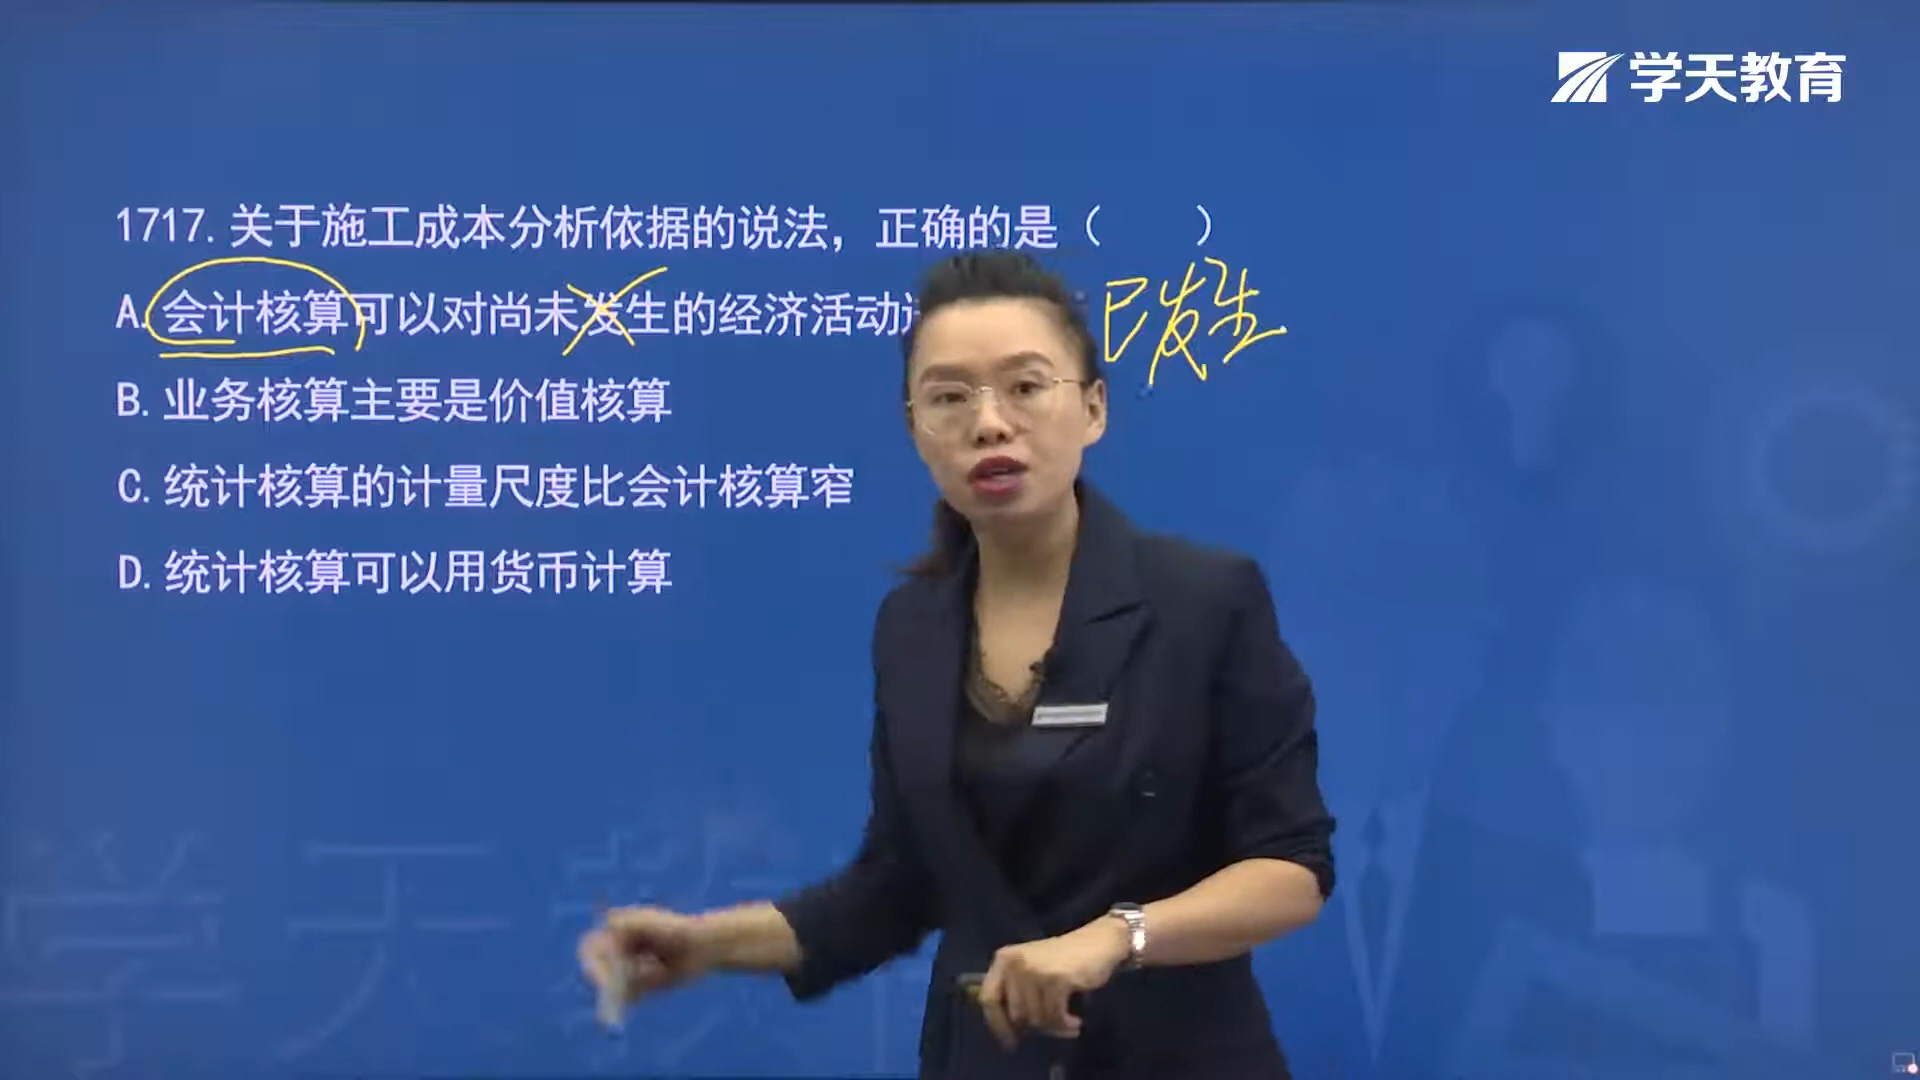 学天教育
1717.关于施工成本分析依据的说法，正确的是（ ）
A.会计核算可以对尚未发生的经济活动
已发生
B.业务核算主要是价值核算
C.统计核算的计量尺度比会计核算窄
D.统计核算可以用货币计算
学天教